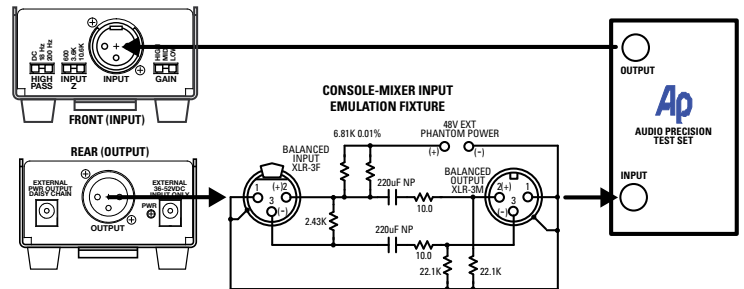 DC
18 Hz
200 Hz
HIGH
PASS
600
3.6K
10.6K
INPUT
Z
INPUT
HIGH
MID
LOW
GAIN
FRONT (INPUT)
REAR (OUTPUT)
EXTERNAL
PWR OUTPUT
DAISY CHAIN
OUTPUT
EXTERNAL
36-52VDC
INPUT ONLY
PWR
CONSOLE-MIXER INPUT
EMULATION FIXTURE
6.81K 0.01%
48V EXT
PHANTOM POWER
(+)
(-)
BALANCED
INPUT
XLR-3F
1
(+)2
3
(-)
220uF NP
10.0
2.43K
220uF NP
10.0
22.1K
22.1K
BALANCED
OUTPUT
XLR-3M
2(+)
1
3
(-)
OUTPUT
Ap
AUDIO PRECISION
TEST SET
INPUT